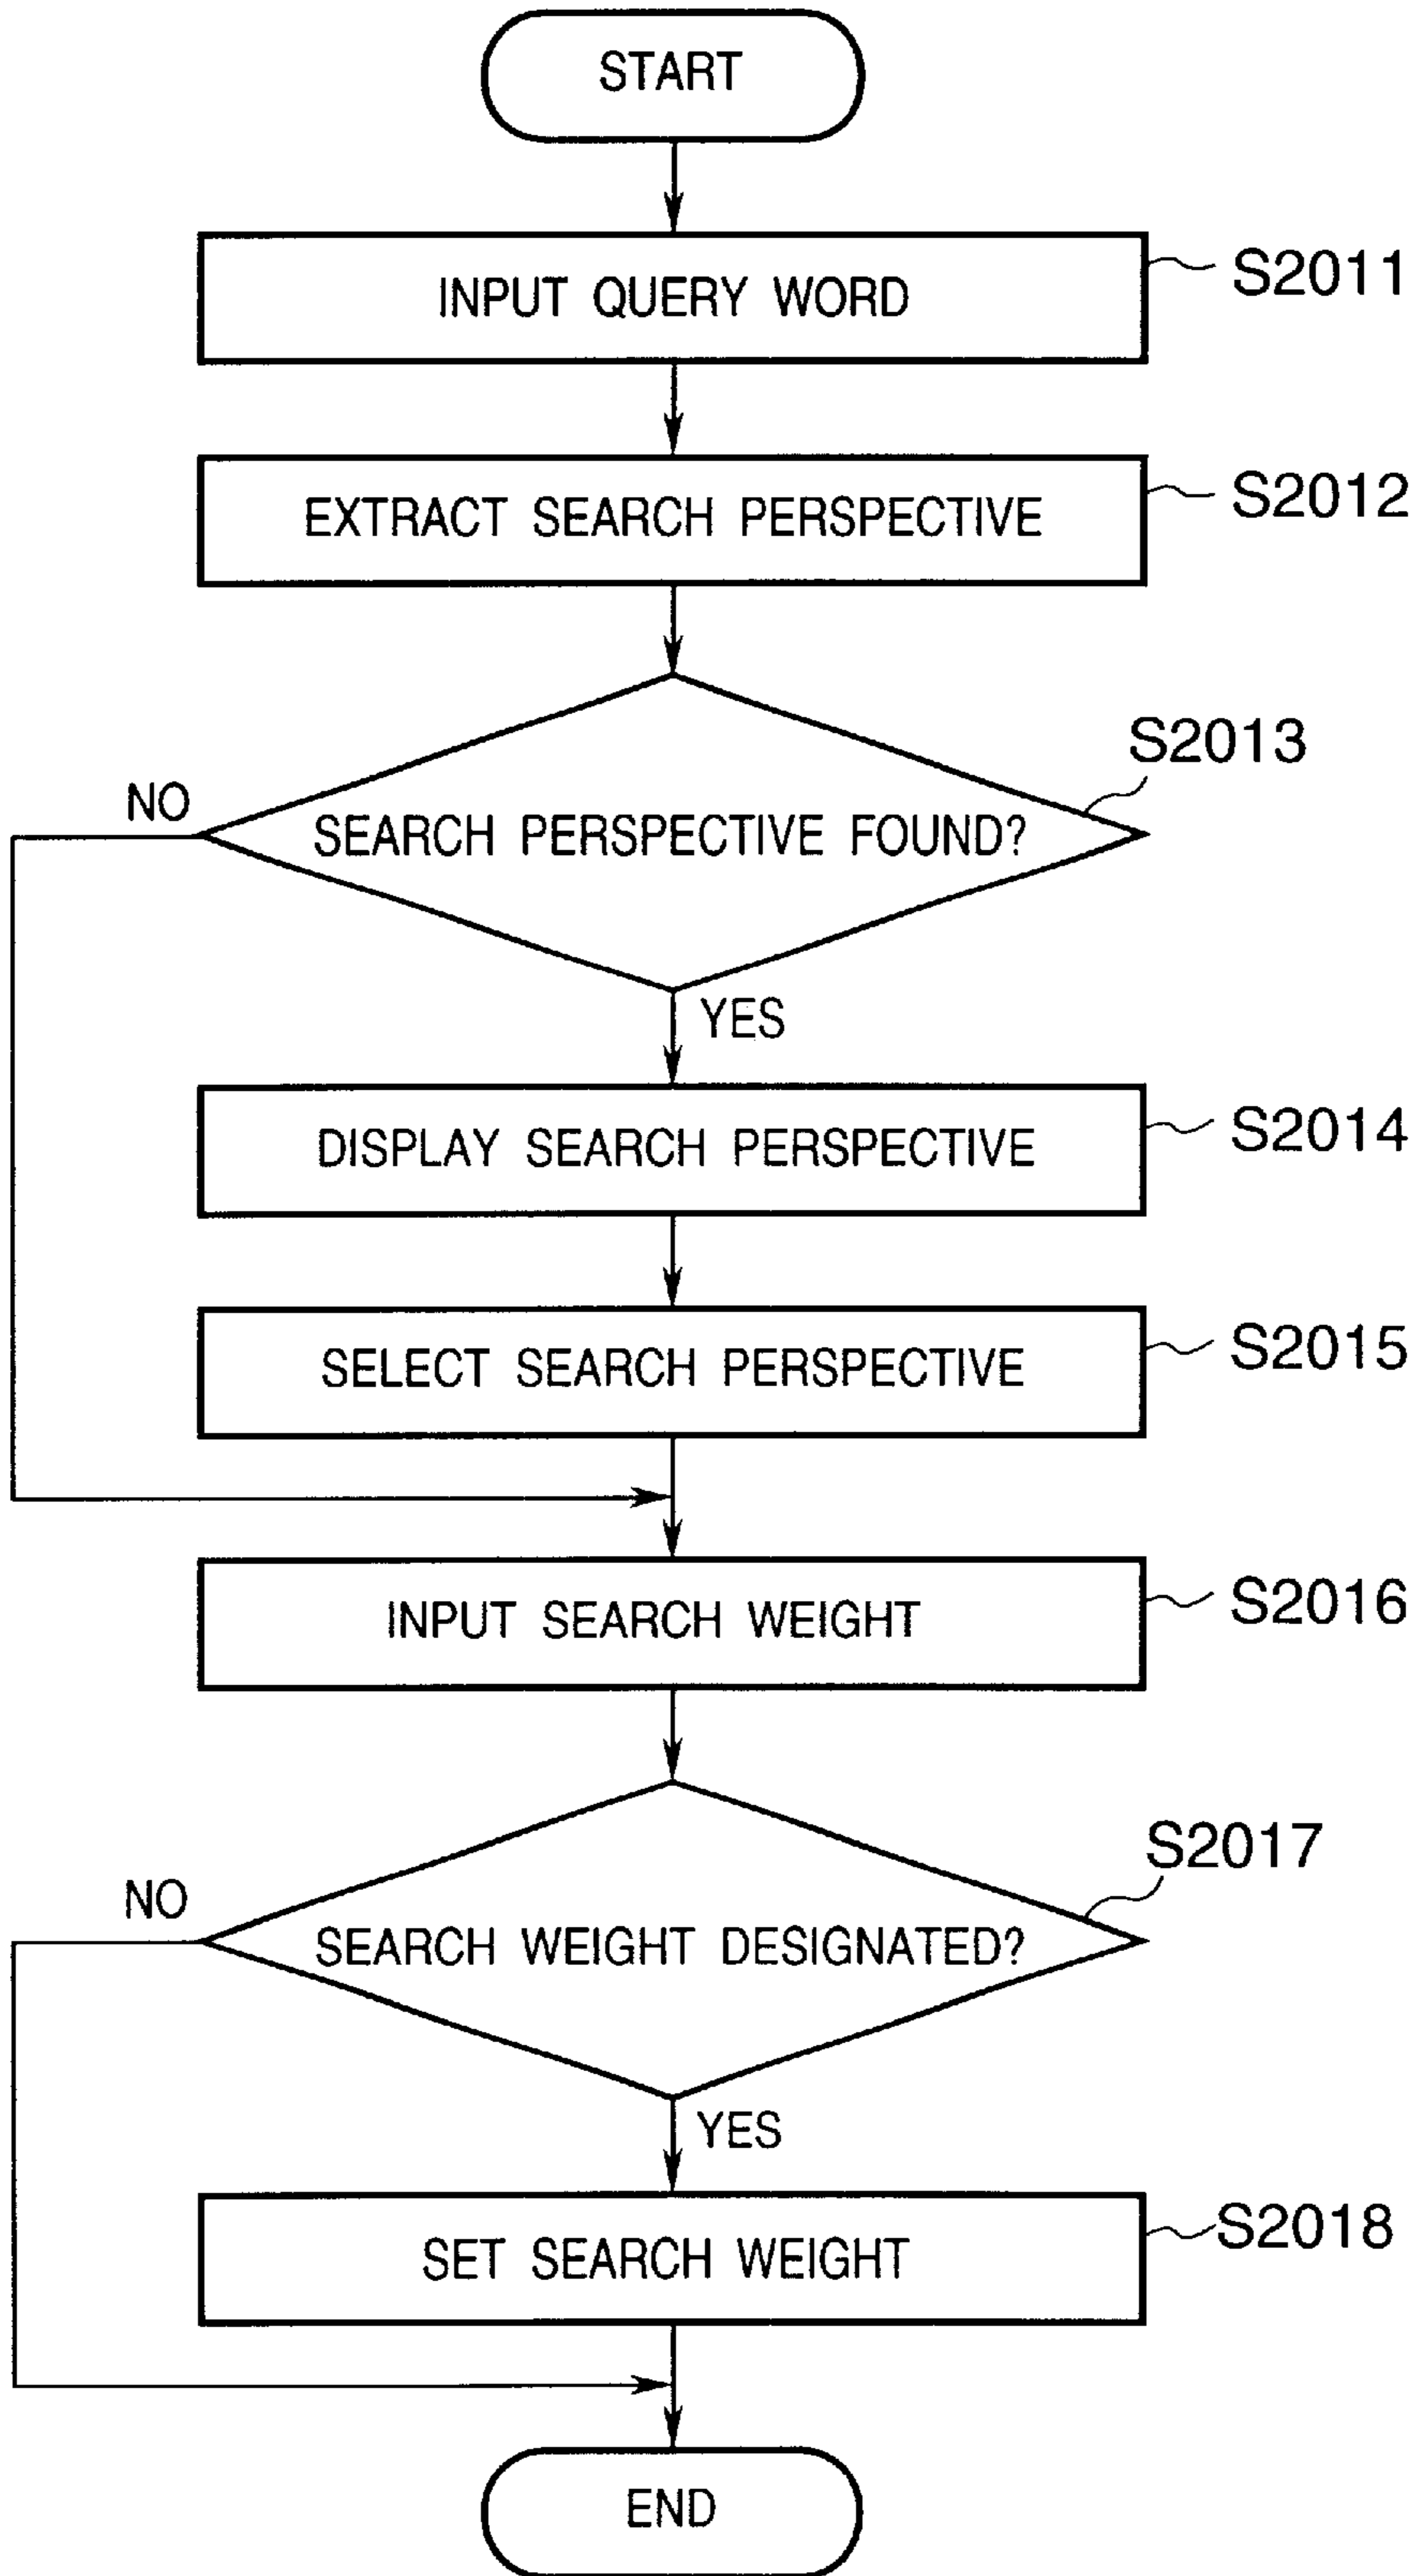 START
INPUT QUERY WORD
S2011
EXTRACT SEARCH PERSPECTIVE
S2012
S2013
NO
SEARCH PERSPECTIVE FOUND?
YES
DISPLAY SEARCH PERSPECTIVE
S2014
SELECT SEARCH PERSPECTIVE
S2015
INPUT SEARCH WEIGHT
S2016
S2017
NO
SEARCH WEIGHT DESIGNATED?
YES
SET SEARCH WEIGHT
S2018
END